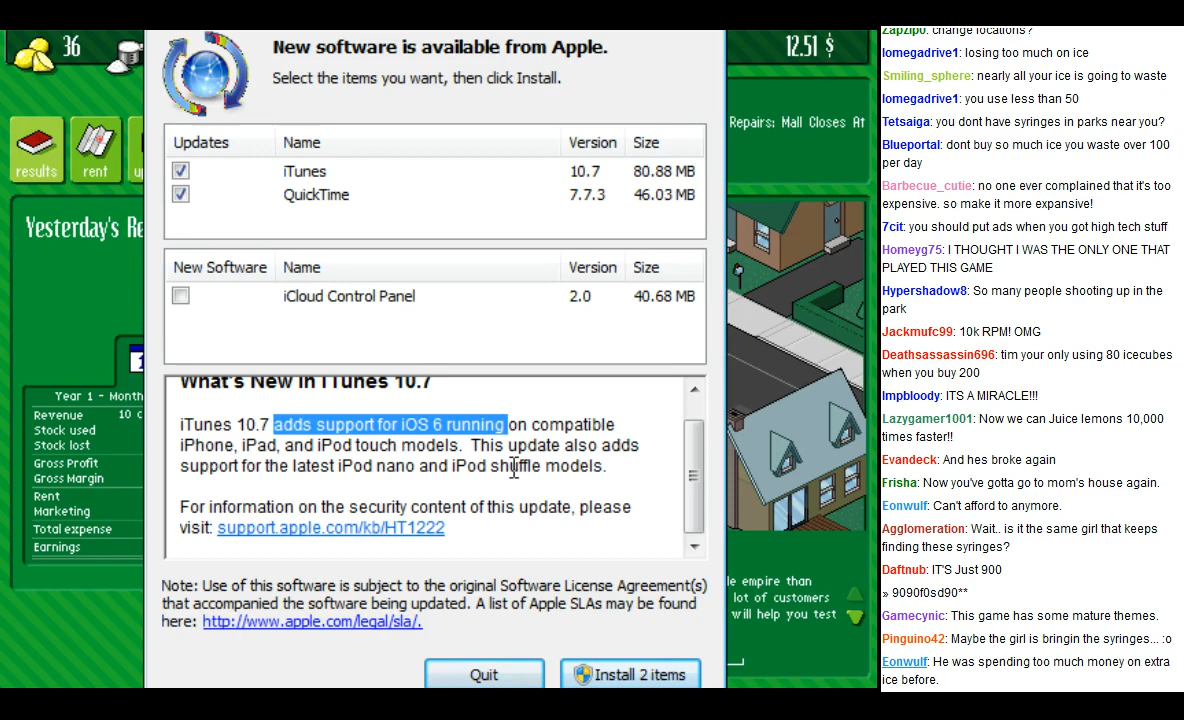 36
12.51 $
results
rent
Yesterday's Re
Year 1 - Month
Revenue 10 c
Stock used
Stock lost
Gross Profit
Gross Margin
Rent
Marketing
Total expense
Earnings
New software is available from Apple.
Select the items you want, then click Install.
Updates Name Version Size
iTunes 10.7 80.88 MB
QuickTime 7.7.3 46.03 MB
New Software Name Version Size
iCloud Control Panel 2.0 40.68 MB
What's New in iTunes 10.7
iTunes 10.7 adds support for iOS 6 running on compatible
iPhone, iPad, and iPod touch models. This update also adds
support for the latest iPod nano and iPod shuffle models.
For information on the security content of this update, please
visit: support.apple.com/kb/HT1222
Note: Use of this software is subject to the original Software License Agreement(s)
that accompanied the software being updated. A list of Apple SLAs may be found
here: http://www.apple.com/legal/sla/.
Quit
Install 2 items
Repairs: Mall Closes At
le empire than
lot of customers
will help you test
Zapzip0: change locations?
Iomegadrive1: losing too much on ice
Smiling_sphere: nearly all your ice is going to waste
Iomegadrive1: you use less than 50
Tetsaiga: you dont have syringes in parks near you?
Blueportal: dont buy so much ice you waste over 100
per day
Barbecue_cutie: no one ever complained that it's too
expensive. so make it more expansive!
7cit: you should put ads when you got high tech stuff
Homeyg75: I THOUGHT I WAS THE ONLY ONE THAT
PLAYED THIS GAME
Hypershadow8: So many people shooting up in the
park
Jackmufc99: 10k RPM! OMG
Deathsassassin696: tim your only using 80 icecubes
when you buy 200
Impbloody: ITS A MIRACLE!!!
Lazygamer1001: Now we can Juice lemons 10,000
times faster!!
Evandeck: And hes broke again
Frisha: Now you've gotta go to mom's house again.
Eonwulf: Can't afford to anymore.
Agglomeration: Wait.. is it the same girl that keeps
finding these syringes?
Daftnub: IT'S Just 900
» 9090f0sd90**
Gamecynic: This game has some mature themes.
Pinguino42: Maybe the girl is bringin the syringes... :o
Eonwulf: He was spending too much money on extra
ice before.